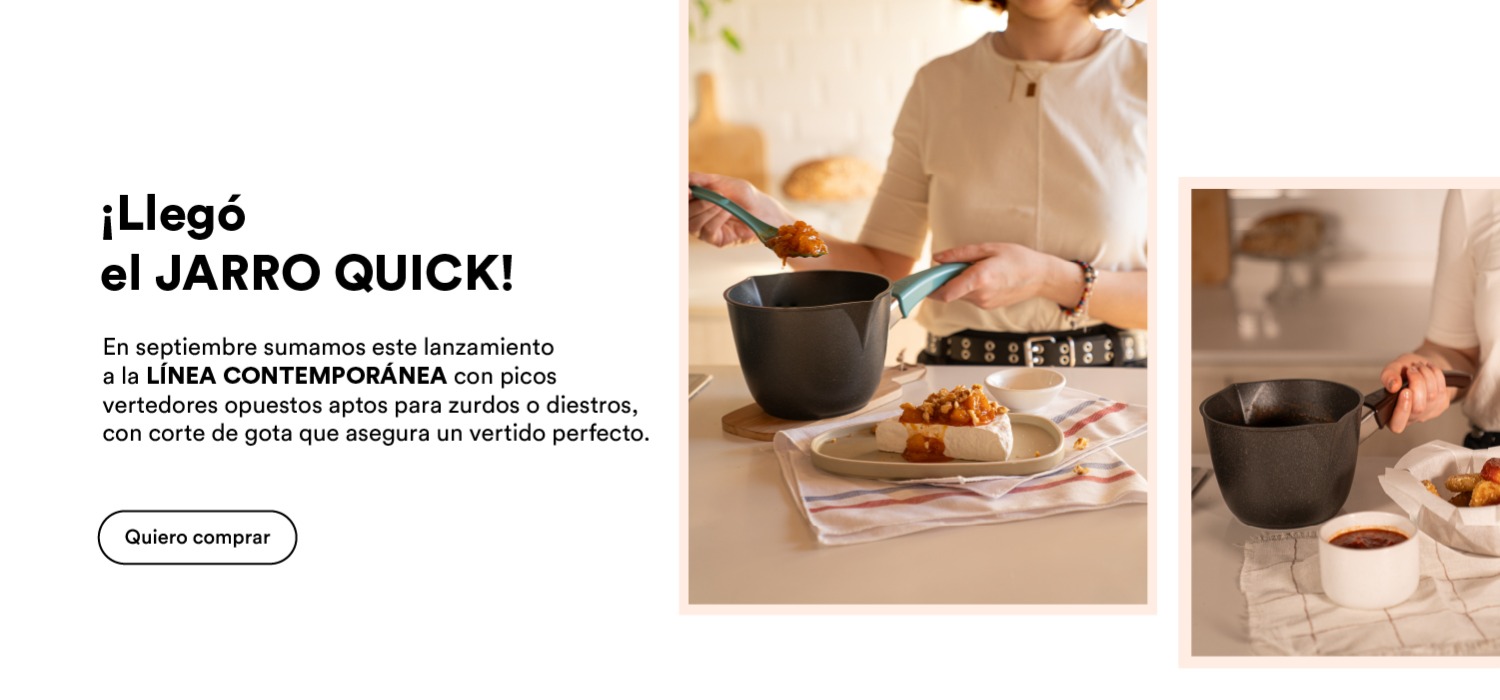 ¡Llegó
el JARRO QUICK!
En septiembre sumamos este lanzamiento
a la LÍNEA CONTEMPORÁNEA con picos
vertedores opuestos aptos para zurdos o diestros,
con corte de gota que asegura un vertido perfecto.
Quiero comprar